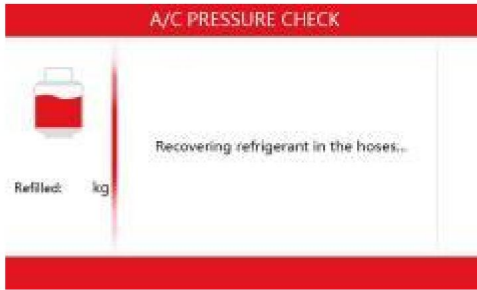 A/C PRESSURE CHECK
Recovering refrigerant in the hoses...
Refilled: kg